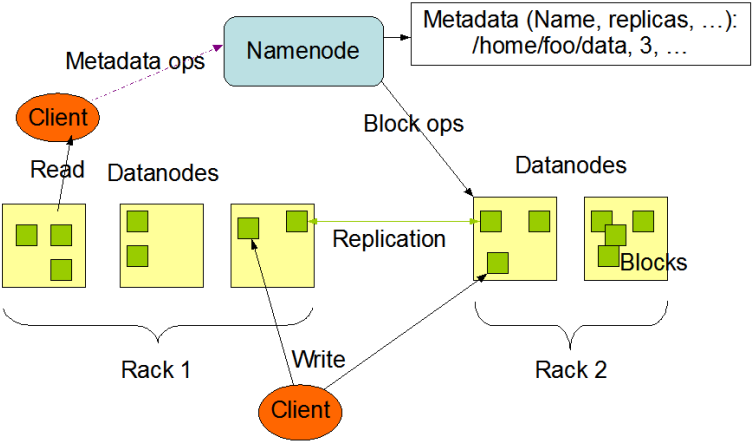 Metadata (Name, replicas, …):
/home/foo/data, 3, …
Namenode
Metadata ops
Client
Block ops
Read
Datanodes
Datanodes
Replication
Blocks
Rack 1
Write
Rack 2
Client